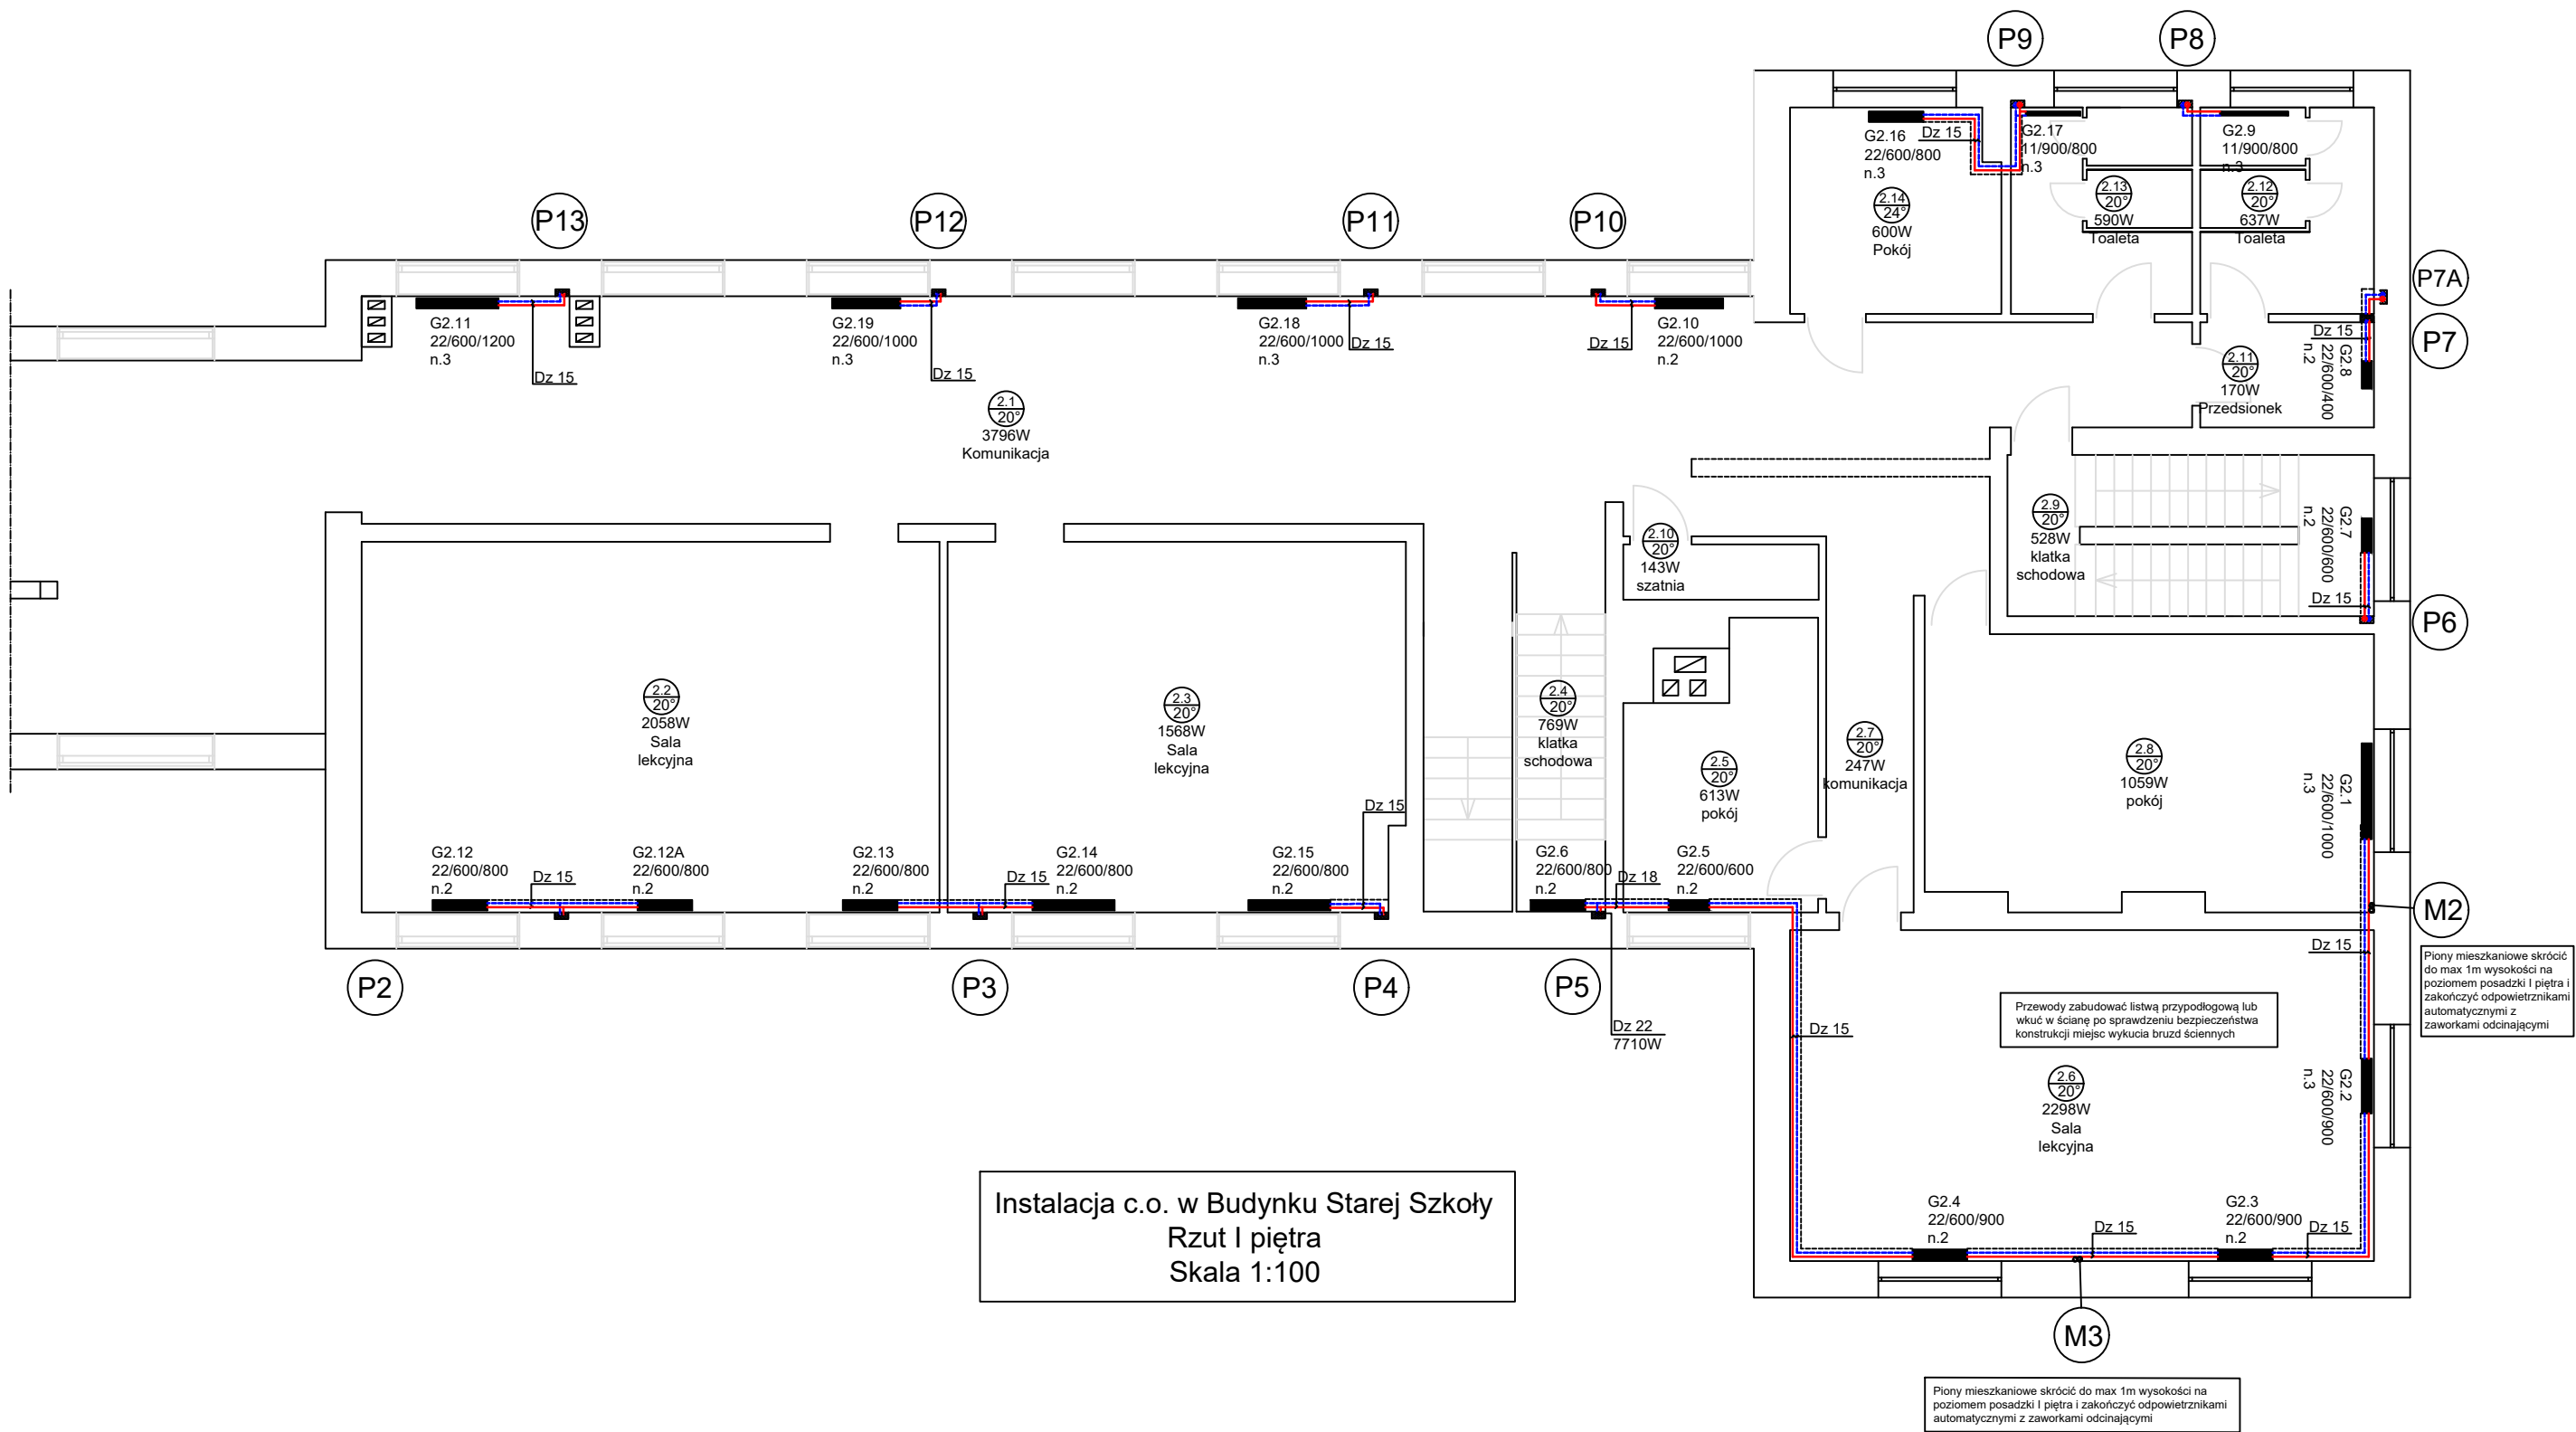 P9
P8
G2.16
22/600/800
n.3
Dz 15
G2.17
11/900/800
n.3
G2.9
11/900/800
n.3
2.14
24°
600W
Pokój
2.13
20°
590W
Toaleta
2.12
20°
637W
Toaleta
P13
P12
P11
P10
P7A
P7
G2.11
22/600/1200
n.3
Dz 15
G2.19
22/600/1000
n.3
Dz 15
G2.18
22/600/1000
n.3
Dz 15
Dz 15
G2.10
22/600/1000
n.2
Dz 15
G2.8
22/600/400
n.2
2.11
20°
170W
Przedsionek
2.1
20°
3796W
Komunikacja
2.9
20°
528W
klatka
schodowa
G2.7
22/600/600
n.2
Dz 15
P6
2.10
20°
143W
szatnia
2.2
20°
2058W
Sala
lekcyjna
2.3
20°
1568W
Sala
lekcyjna
2.4
20°
769W
klatka
schodowa
2.5
20°
613W
pokój
2.7
20°
247W
komunikacja
2.8
20°
1059W
pokój
G2.1
22/600/1000
n.3
G2.12
22/600/800
n.2
Dz 15
G2.12A
22/600/800
n.2
G2.13
22/600/800
n.2
Dz 15
G2.14
22/600/800
n.2
G2.15
22/600/800
n.2
Dz 15
G2.6
22/600/800
n.2
Dz 18
G2.5
22/600/600
n.2
M2
Dz 15
Piony mieszkaniowe skrócić
do max 1m wysokości na
poziomem posadzki I piętra i
zakończyć odpowietrznikami
automatycznymi z
zaworkami odcinającymi
P2
P3
P4
P5
Dz 22
7710W
Dz 15
Przewody zabudować listwą przypodłogową lub
wkuć w ścianę po sprawdzeniu bezpieczeństwa
konstrukcji miejsc wykucia bruzd ściennych
2.6
20°
2298W
Sala
lekcyjna
G2.2
22/600/900
n.3
G2.4
22/600/900
n.2
Dz 15
G2.3
22/600/900
n.2
Dz 15
Instalacja c.o. w Budynku Starej Szkoły
Rzut I piętra
Skala 1:100
M3
Piony mieszkaniowe skrócić do max 1m wysokości na
poziomem posadzki I piętra i zakończyć odpowietrznikami
automatycznymi z zaworkami odcinającymi